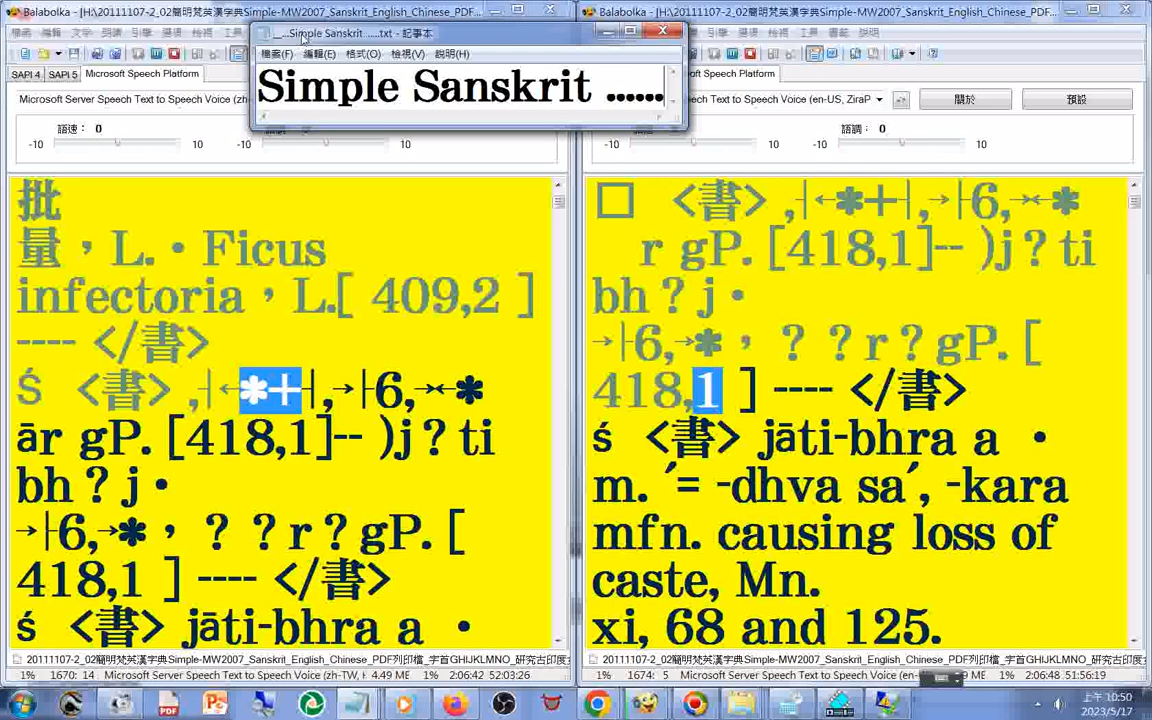 Balabolka - [H:\20111107-2_02簡明梵英漢字典Simple-MW2007_Sanskrit_English_Chinese_PDF...
Balabolka - [H:\20111107-2_02簡明梵英漢字典Simple-MW2007_Sanskrit_English_Chinese_PDF列...
__...Simple Sanskrit .....txt - 記事本
檔案(F) 編輯(E) 格式(O) 檢視(V) 說明(H)
Simple Sanskrit ......
SAPI 4 SAPI 5 Microsoft Speech Platform
Speech Platform
Microsoft Server Speech Text to Speech Voice (zh-
t to Speech Voice (en-US, ZiraP
關於
預設
語速： 0
語調： 0
-10 10 -10 10
-10 10 -10 10
批
量，L.‧Ficus
infectoria，L.[ 409,2 ]
---- </書>
Ś <書> ,┤←✽+┤,→├6,→←✽
ār gP. [418,1]-- )j？ti
bh？j‧
→├6,→✽，？？r？gP. [
418,1 ] ---- </書>
ś <書> jāti-bhra a ‧
□ <書> ,┤←✽+┤,→├6,→←✽
r gP. [418,1]-- )j？ti
bh？j‧
→├6,→✽，？？r？gP. [
418,1 ] ---- </書>
ś <書> jāti-bhra a ‧
m. ′= -dhva sa′, -kara
mfn. causing loss of
caste, Mn.
xi, 68 and 125.
20111107-2_02簡明梵英漢字典Simple-MW2007_Sanskrit_English_Chinese_PDF列印檔_字首GHIJKLMNO_研究古印度
20111107-2_02簡明梵英漢字典Simple-MW2007_Sanskrit_English_Chinese_PDF列印檔_字首GHIJKLMNO_研究古印度
1% 1670: 14 Microsoft Server Speech Text to Speech Voice (zh-TW, H 4.49 ME 1% 2:06:42 52:03:26
1% 1674: 5 Microsoft Server Speech Text to Speech Voice (en- ME 1% 2:06:48 51:56:19
上午 10:50
2023/5/17